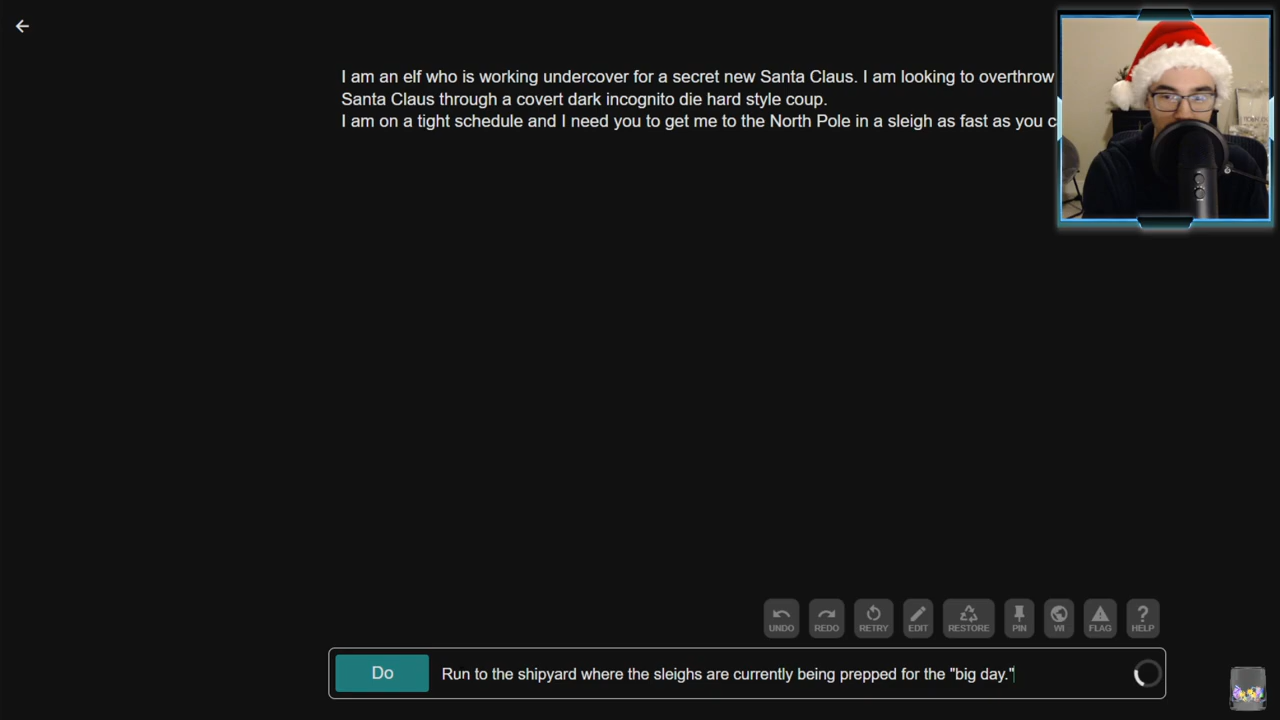 I am an elf who is working undercover for a secret new Santa Claus. I am looking to overthrow
Santa Claus through a covert dark incognito die hard style coup.
I am on a tight schedule and I need you to get me to the North Pole in a sleigh as fast as you c
UNDO REDO RETRY EDIT RESTORE PIN WI FLAG HELP
Do Run to the shipyard where the sleighs are currently being prepped for the "big day."